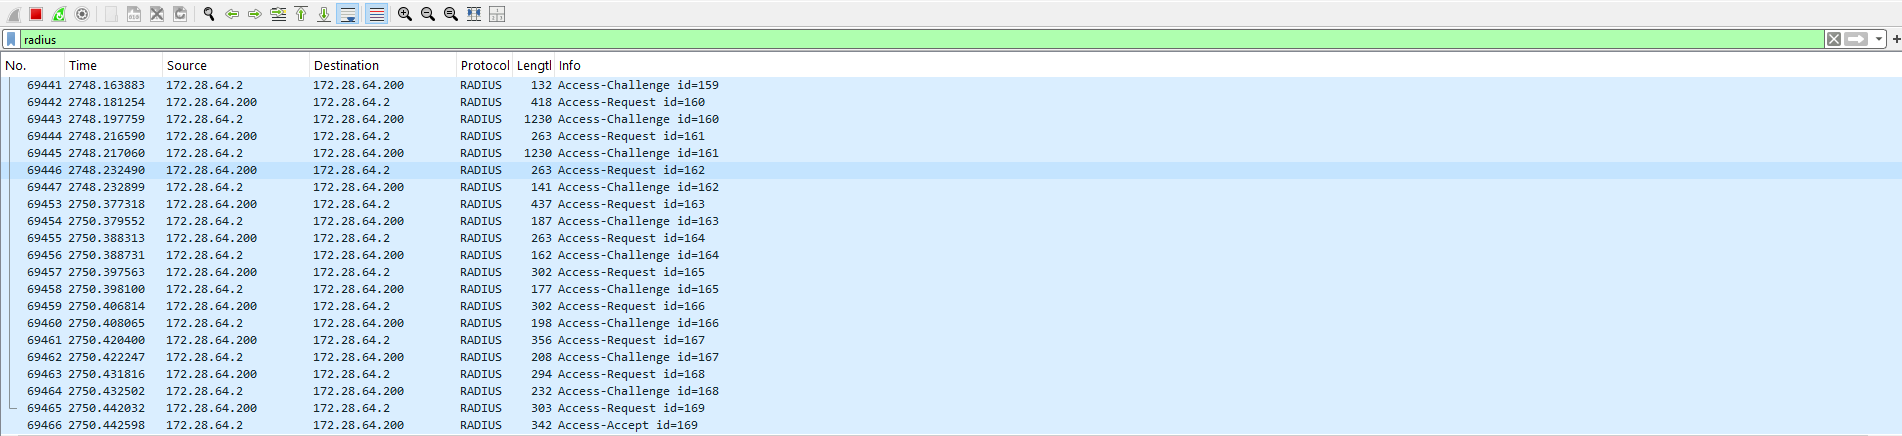 radius
No. Time Source Destination Protocol Lengtl Info
69441 2748.163883 172.28.64.2 172.28.64.200 RADIUS 132 Access-Challenge id=159
69442 2748.181254 172.28.64.200 172.28.64.2 RADIUS 418 Access-Request id=160
69443 2748.197759 172.28.64.2 172.28.64.200 RADIUS 1230 Access-Challenge id=160
69444 2748.216590 172.28.64.200 172.28.64.2 RADIUS 263 Access-Request id=161
69445 2748.217060 172.28.64.2 172.28.64.200 RADIUS 1230 Access-Challenge id=161
69446 2748.232490 172.28.64.200 172.28.64.2 RADIUS 263 Access-Request id=162
69447 2748.232899 172.28.64.2 172.28.64.200 RADIUS 141 Access-Challenge id=162
69453 2750.377318 172.28.64.200 172.28.64.2 RADIUS 437 Access-Request id=163
69454 2750.379552 172.28.64.2 172.28.64.200 RADIUS 187 Access-Challenge id=163
69455 2750.388313 172.28.64.200 172.28.64.2 RADIUS 263 Access-Request id=164
69456 2750.388731 172.28.64.2 172.28.64.200 RADIUS 162 Access-Challenge id=164
69457 2750.397563 172.28.64.200 172.28.64.2 RADIUS 302 Access-Request id=165
69458 2750.398100 172.28.64.2 172.28.64.200 RADIUS 177 Access-Challenge id=165
69459 2750.406814 172.28.64.200 172.28.64.2 RADIUS 302 Access-Request id=166
69460 2750.408065 172.28.64.2 172.28.64.200 RADIUS 198 Access-Challenge id=166
69461 2750.420400 172.28.64.200 172.28.64.2 RADIUS 356 Access-Request id=167
69462 2750.422247 172.28.64.2 172.28.64.200 RADIUS 208 Access-Challenge id=167
69463 2750.431816 172.28.64.200 172.28.64.2 RADIUS 294 Access-Request id=168
69464 2750.432502 172.28.64.2 172.28.64.200 RADIUS 232 Access-Challenge id=168
69465 2750.442032 172.28.64.200 172.28.64.2 RADIUS 303 Access-Request id=169
69466 2750.442598 172.28.64.2 172.28.64.200 RADIUS 342 Access-Accept id=169